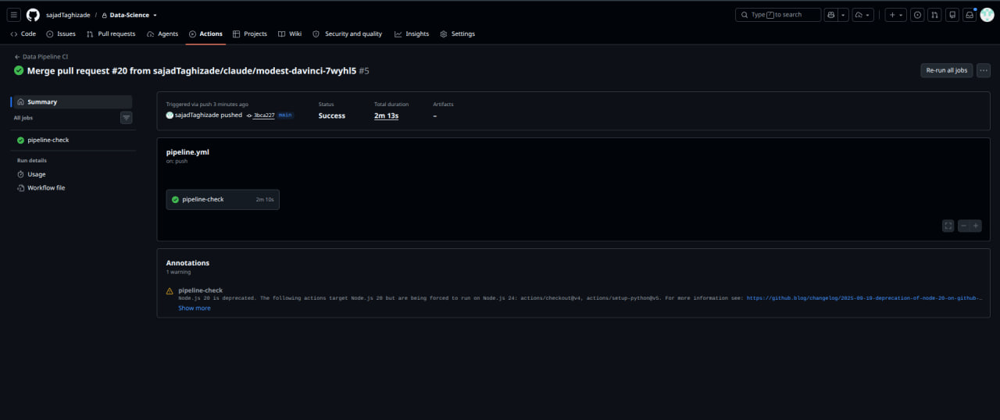 sajadTaghizade / Data-Science
Type / to search
Code Issues Pull requests Agents Actions Projects Wiki Security and quality Insights Settings
Data Pipeline CI
Merge pull request #20 from sajadTaghizade/claude/modest-davinci-7wyhl5 #5
Re-run all jobs
Summary
All jobs
pipeline-check
Run details
Usage
Workflow file
Triggered via push 3 minutes ago
sajadTaghizade pushed 3bca227 main
Status
Success
Total duration
2m 13s
Artifacts
–
pipeline.yml
on: push
pipeline-check 2m 10s
Annotations
1 warning
pipeline-check
Node.js 20 is deprecated. The following actions target Node.js 20 but are being forced to run on Node.js 24: actions/checkout@v4, actions/setup-python@v5. For more information see: https://github.blog/changelog/2025-09-19-deprecation-of-node-20-on-github-…
Show more